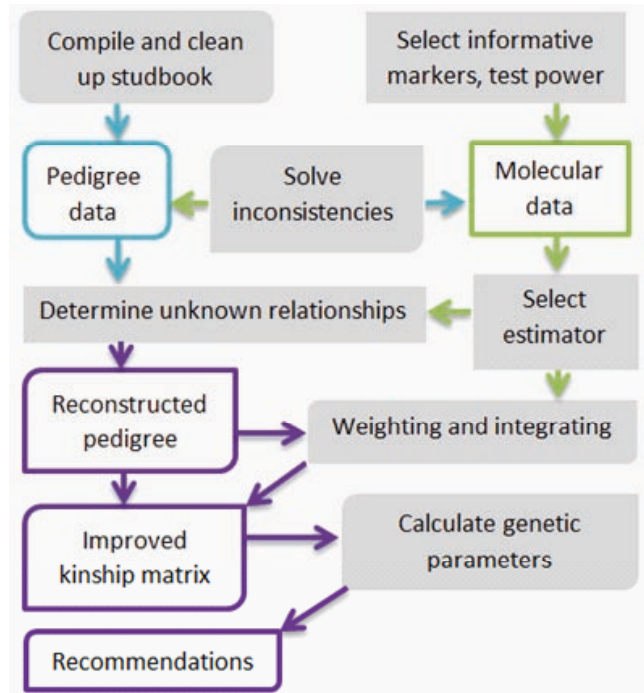 Compile and clean
up studbook
Select informative
markers, test power
Pedigree
data
Solve
inconsistencies
Molecular
data
Determine unknown relationships
Select
estimator
Reconstructed
pedigree
Weighting and integrating
Improved
kinship matrix
Calculate genetic
parameters
Recommendations